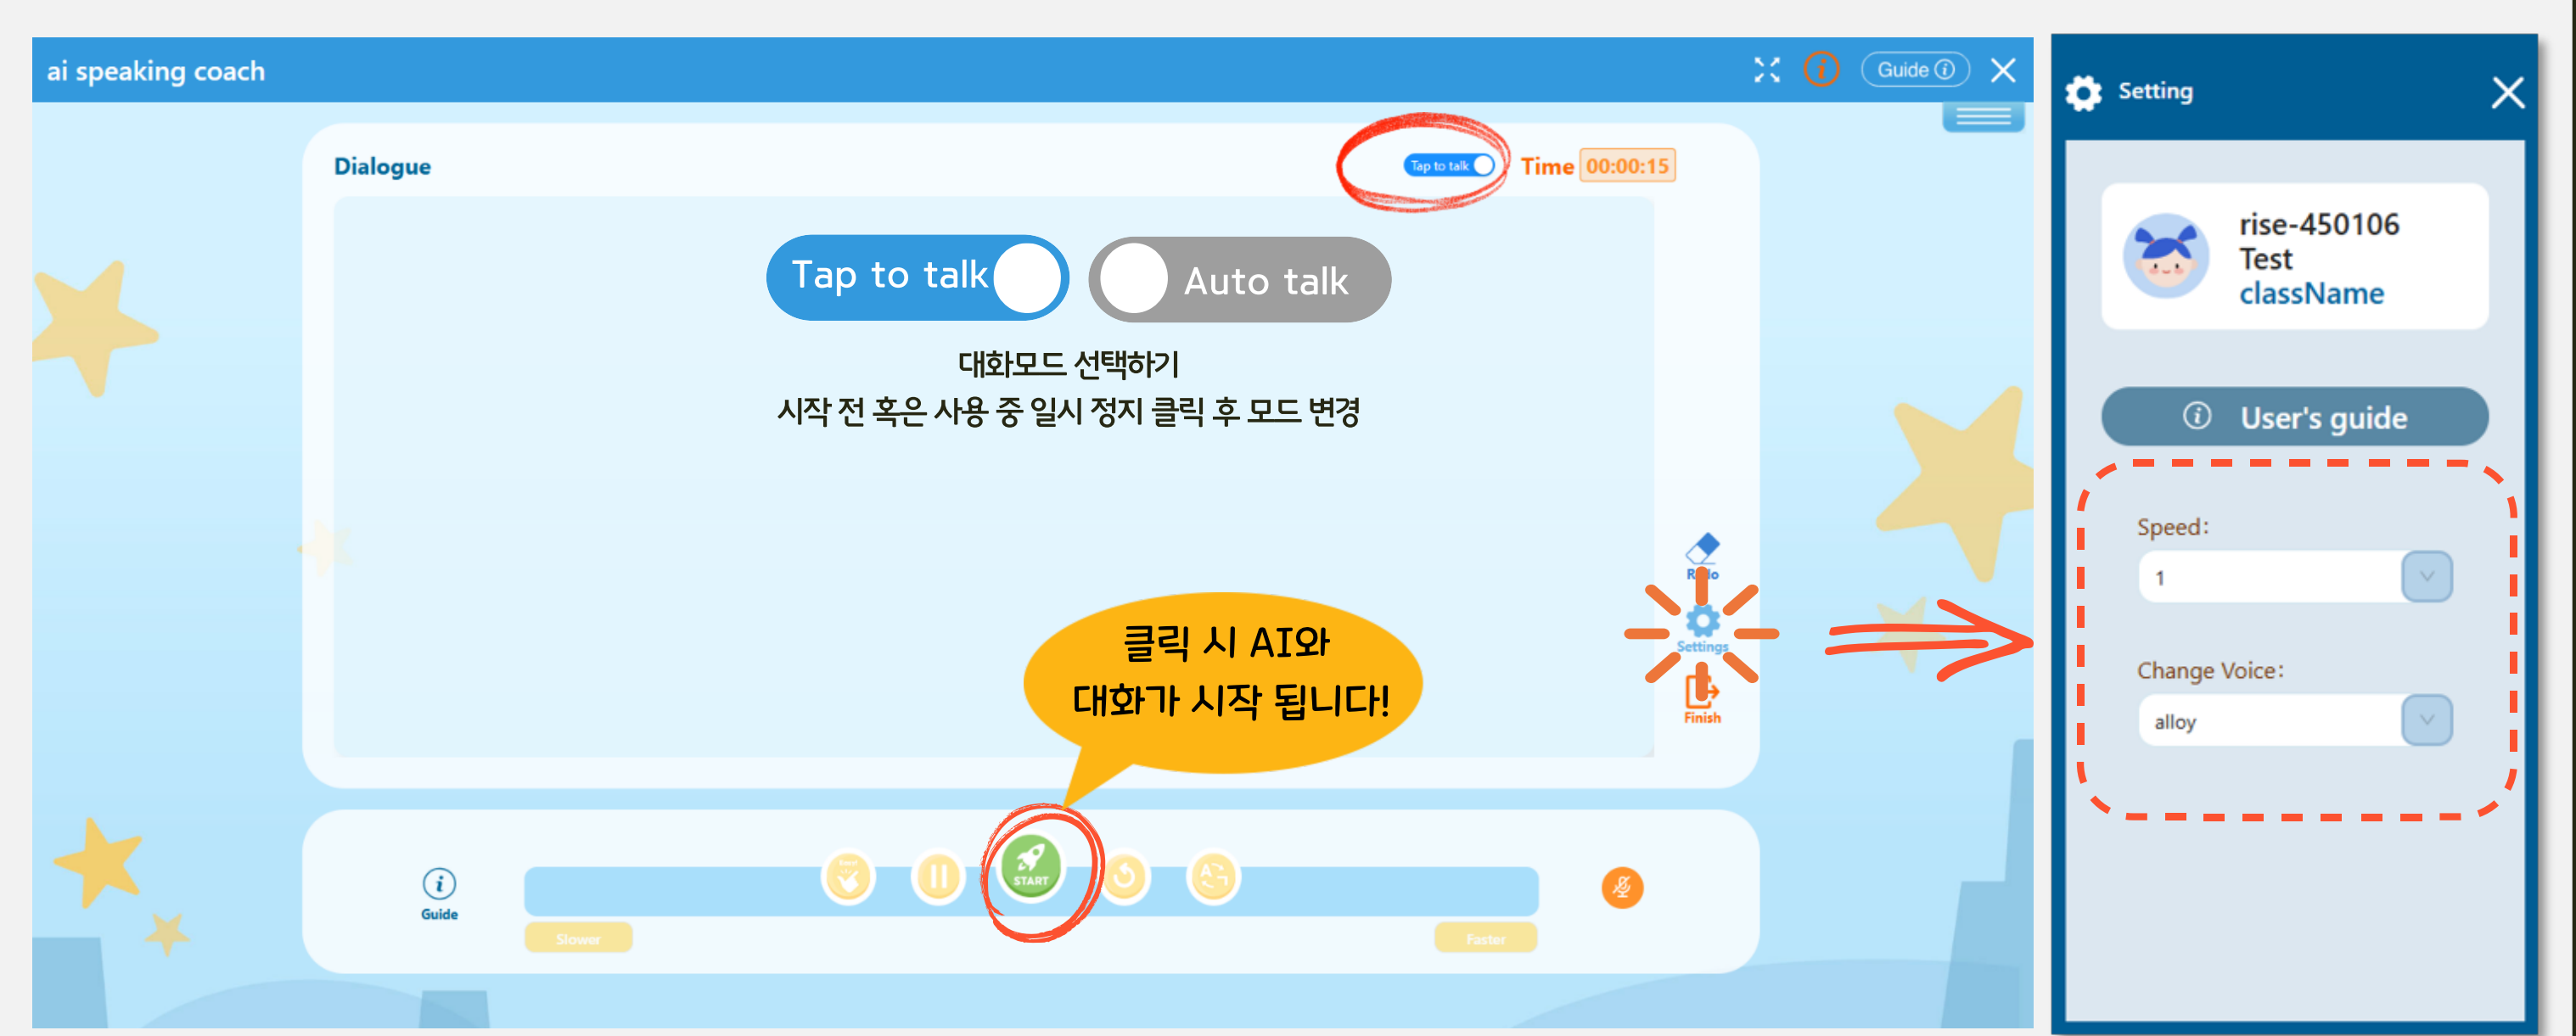 ai speaking coach
Guide
Dialogue
Tap to talk
Time 00:00:15
Tap to talk
Auto talk
대화모드 선택하기
시작 전 혹은 사용 중 일시 정지 클릭 후 모드 변경
Settings
Finish
클릭 시 AI와
대화가 시작 됩니다!
START
Guide
Slower
Faster
Setting
rise-450106
Test
className
User's guide
Speed:
1
Change Voice:
alloy